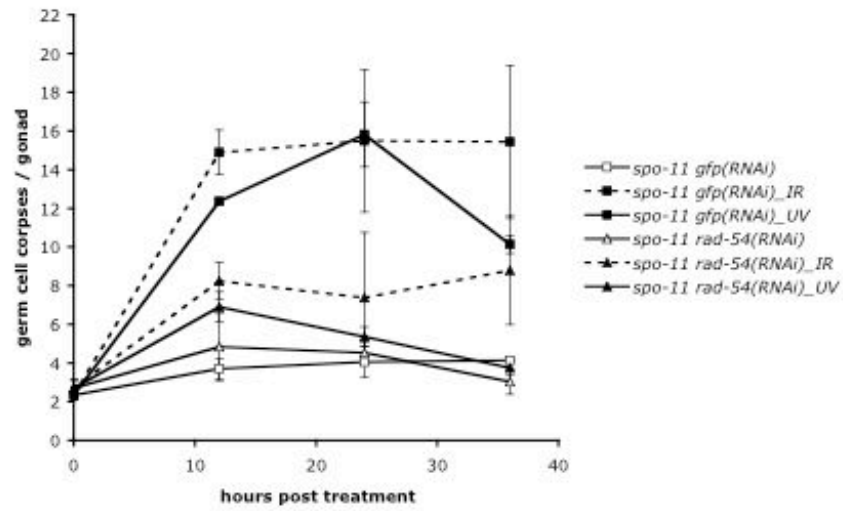 22
20
18
16
14
12
10
8
6
4
2
0
germ cell corpses / gonad
0 10 20 30 40
hours post treatment
spo-11 gfp(RNAi)
spo-11 gfp(RNAi)_IR
spo-11 gfp(RNAi)_UV
spo-11 rad-54(RNAi)
spo-11 rad-54(RNAi)_IR
spo-11 rad-54(RNAi)_UV